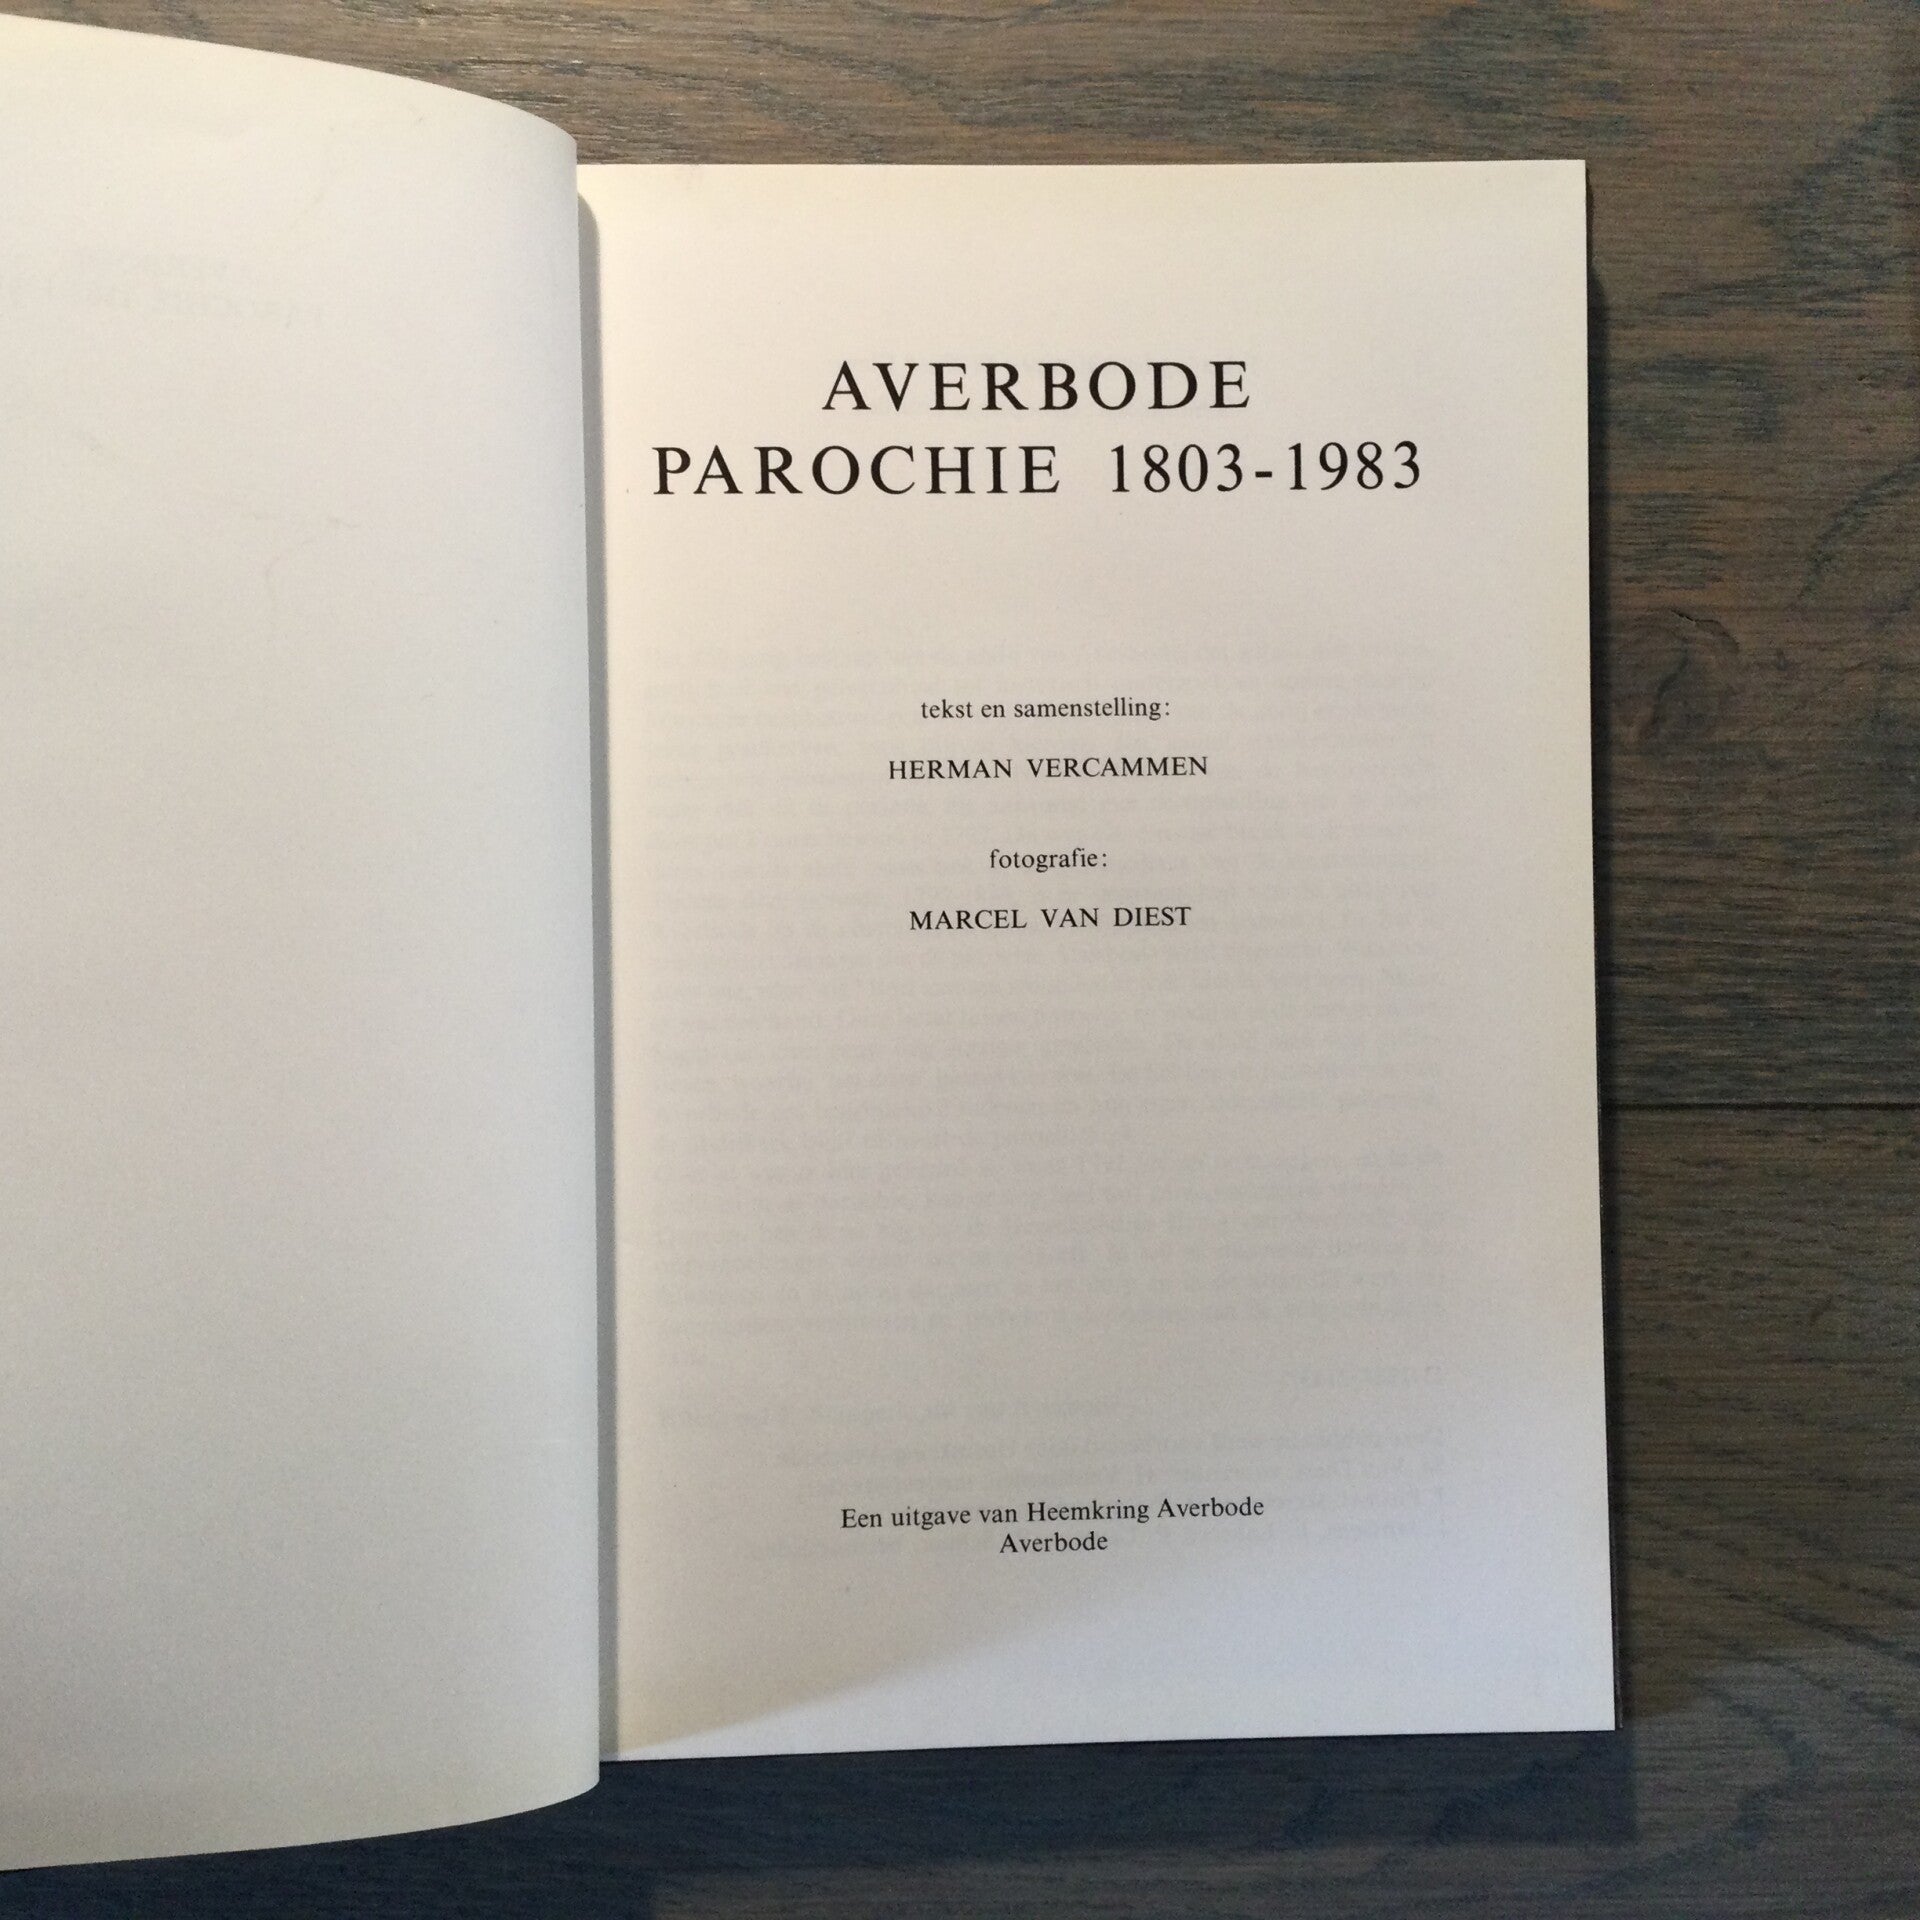 AVERBODE
PAROCHIE 1803-1983
tekst en samenstelling:
HERMAN VERCAMMEN
fotografie:
MARCEL VAN DIEST
Een uitgave van Heemkring Averbode
Averbode